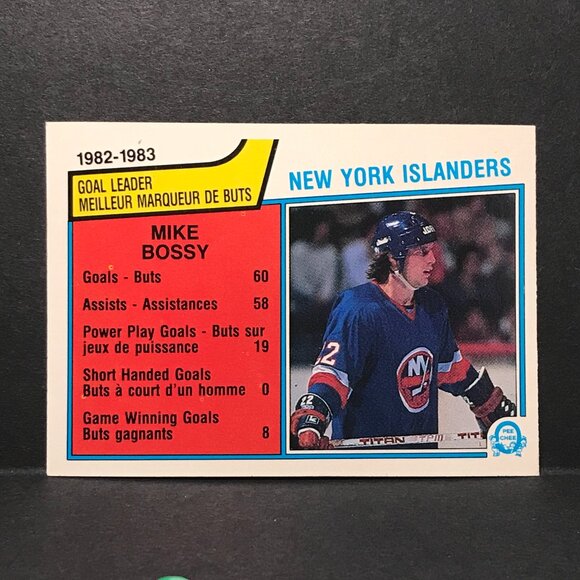 1982-1983
GOAL LEADER
MEILLEUR MARQUEUR DE BUTS
NEW YORK ISLANDERS
MIKE
BOSSY
Goals - Buts 60
Assists - Assistances 58
Power Play Goals - Buts sur
jeux de puissance 19
Short Handed Goals
Buts à court d'un homme 0
Game Winning Goals
Buts gagnants 8
NY
22
TITAN
PEE
CHEE